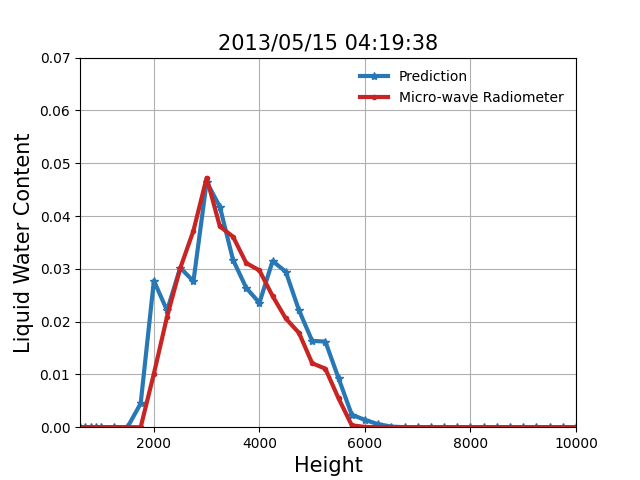 2013/05/15 04:19:38
Prediction
Micro-wave Radiometer
Liquid Water Content
0.07
0.06
0.05
0.04
0.03
0.02
0.01
0.00
2000 4000 6000 8000 10000
Height